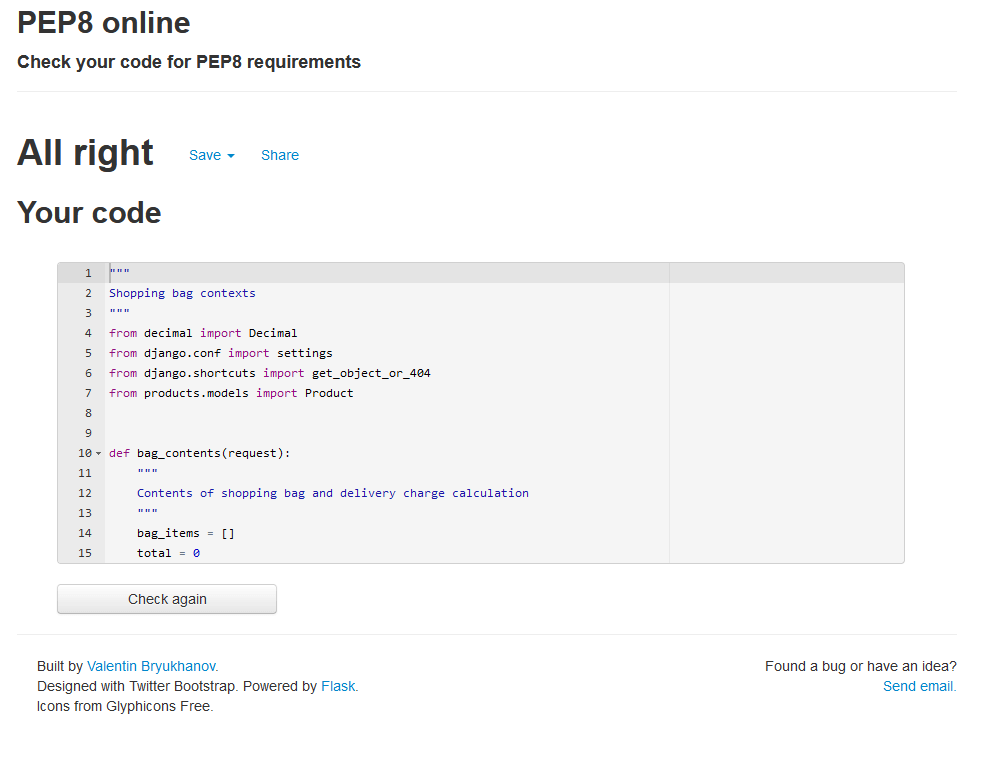 PEP8 online
Check your code for PEP8 requirements
All right
Save
Share
Your code
1 """
2 Shopping bag contexts
3 """
4 from decimal import Decimal
5 from django.conf import settings
6 from django.shortcuts import get_object_or_404
7 from products.models import Product
8
9
10 def bag_contents(request):
11     """
12     Contents of shopping bag and delivery charge calculation
13     """
14     bag_items = []
15     total = 0
Check again
Built by Valentin Bryukhanov.
Designed with Twitter Bootstrap. Powered by Flask.
Icons from Glyphicons Free.
Found a bug or have an idea?
Send email.